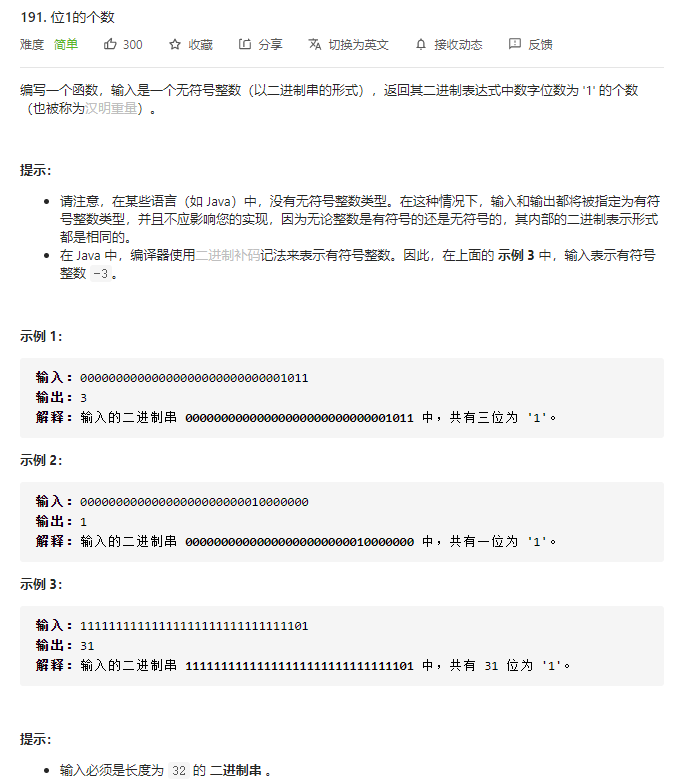 191. 位1的个数
难度 简单 300 收藏 分享 切换为英文 接收动态 反馈
编写一个函数，输入是一个无符号整数（以二进制串的形式），返回其二进制表达式中数字位数为 '1' 的个数
（也被称为汉明重量）。
提示：
请注意，在某些语言（如 Java）中，没有无符号整数类型。在这种情况下，输入和输出都将被指定为有符
号整数类型，并且不应影响您的实现，因为无论整数是有符号的还是无符号的，其内部的二进制表示形式
都是相同的。
在 Java 中，编译器使用二进制补码记法来表示有符号整数。因此，在上面的 示例 3 中，输入表示有符号
整数 -3。
示例 1：
输入：00000000000000000000000000001011
输出：3
解释：输入的二进制串 00000000000000000000000000001011 中，共有三位为 '1'。
示例 2：
输入：00000000000000000000000010000000
输出：1
解释：输入的二进制串 00000000000000000000000010000000 中，共有一位为 '1'。
示例 3：
输入：11111111111111111111111111111101
输出：31
解释：输入的二进制串 11111111111111111111111111111101 中，共有 31 位为 '1'。
提示：
输入必须是长度为 32 的 二进制串 。